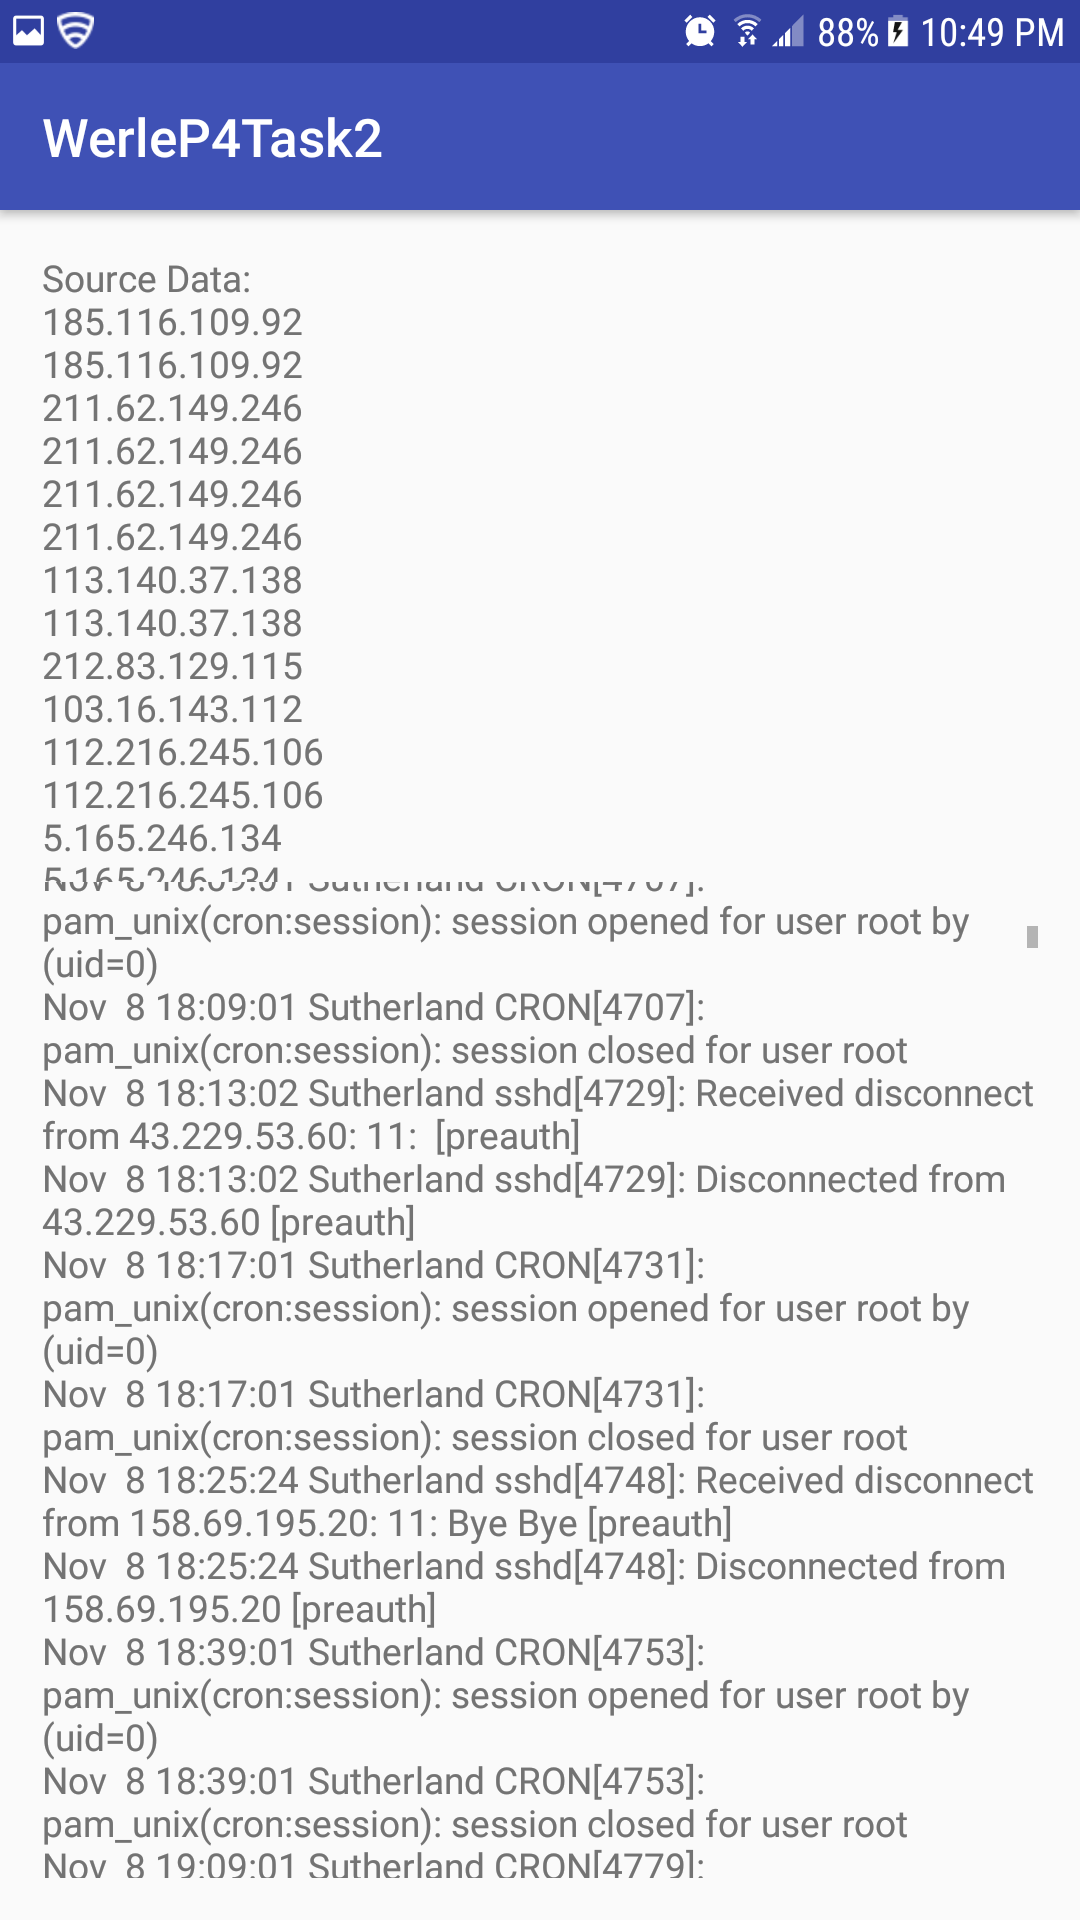 88% 10:49 PM
WerleP4Task2
Source Data:
185.116.109.92
185.116.109.92
211.62.149.246
211.62.149.246
211.62.149.246
211.62.149.246
113.140.37.138
113.140.37.138
212.83.129.115
103.16.143.112
112.216.245.106
112.216.245.106
5.165.246.134
5.165.246.134
Sutherland CRON[4707]:
pam_unix(cron:session): session opened for user root by
(uid=0)
Nov  8 18:09:01 Sutherland CRON[4707]:
pam_unix(cron:session): session closed for user root
Nov  8 18:13:02 Sutherland sshd[4729]: Received disconnect
from 43.229.53.60: 11:  [preauth]
Nov  8 18:13:02 Sutherland sshd[4729]: Disconnected from
43.229.53.60 [preauth]
Nov  8 18:17:01 Sutherland CRON[4731]:
pam_unix(cron:session): session opened for user root by
(uid=0)
Nov  8 18:17:01 Sutherland CRON[4731]:
pam_unix(cron:session): session closed for user root
Nov  8 18:25:24 Sutherland sshd[4748]: Received disconnect
from 158.69.195.20: 11: Bye Bye [preauth]
Nov  8 18:25:24 Sutherland sshd[4748]: Disconnected from
158.69.195.20 [preauth]
Nov  8 18:39:01 Sutherland CRON[4753]:
pam_unix(cron:session): session opened for user root by
(uid=0)
Nov  8 18:39:01 Sutherland CRON[4753]:
pam_unix(cron:session): session closed for user root
Nov  8 19:09:01 Sutherland CRON[4779]: